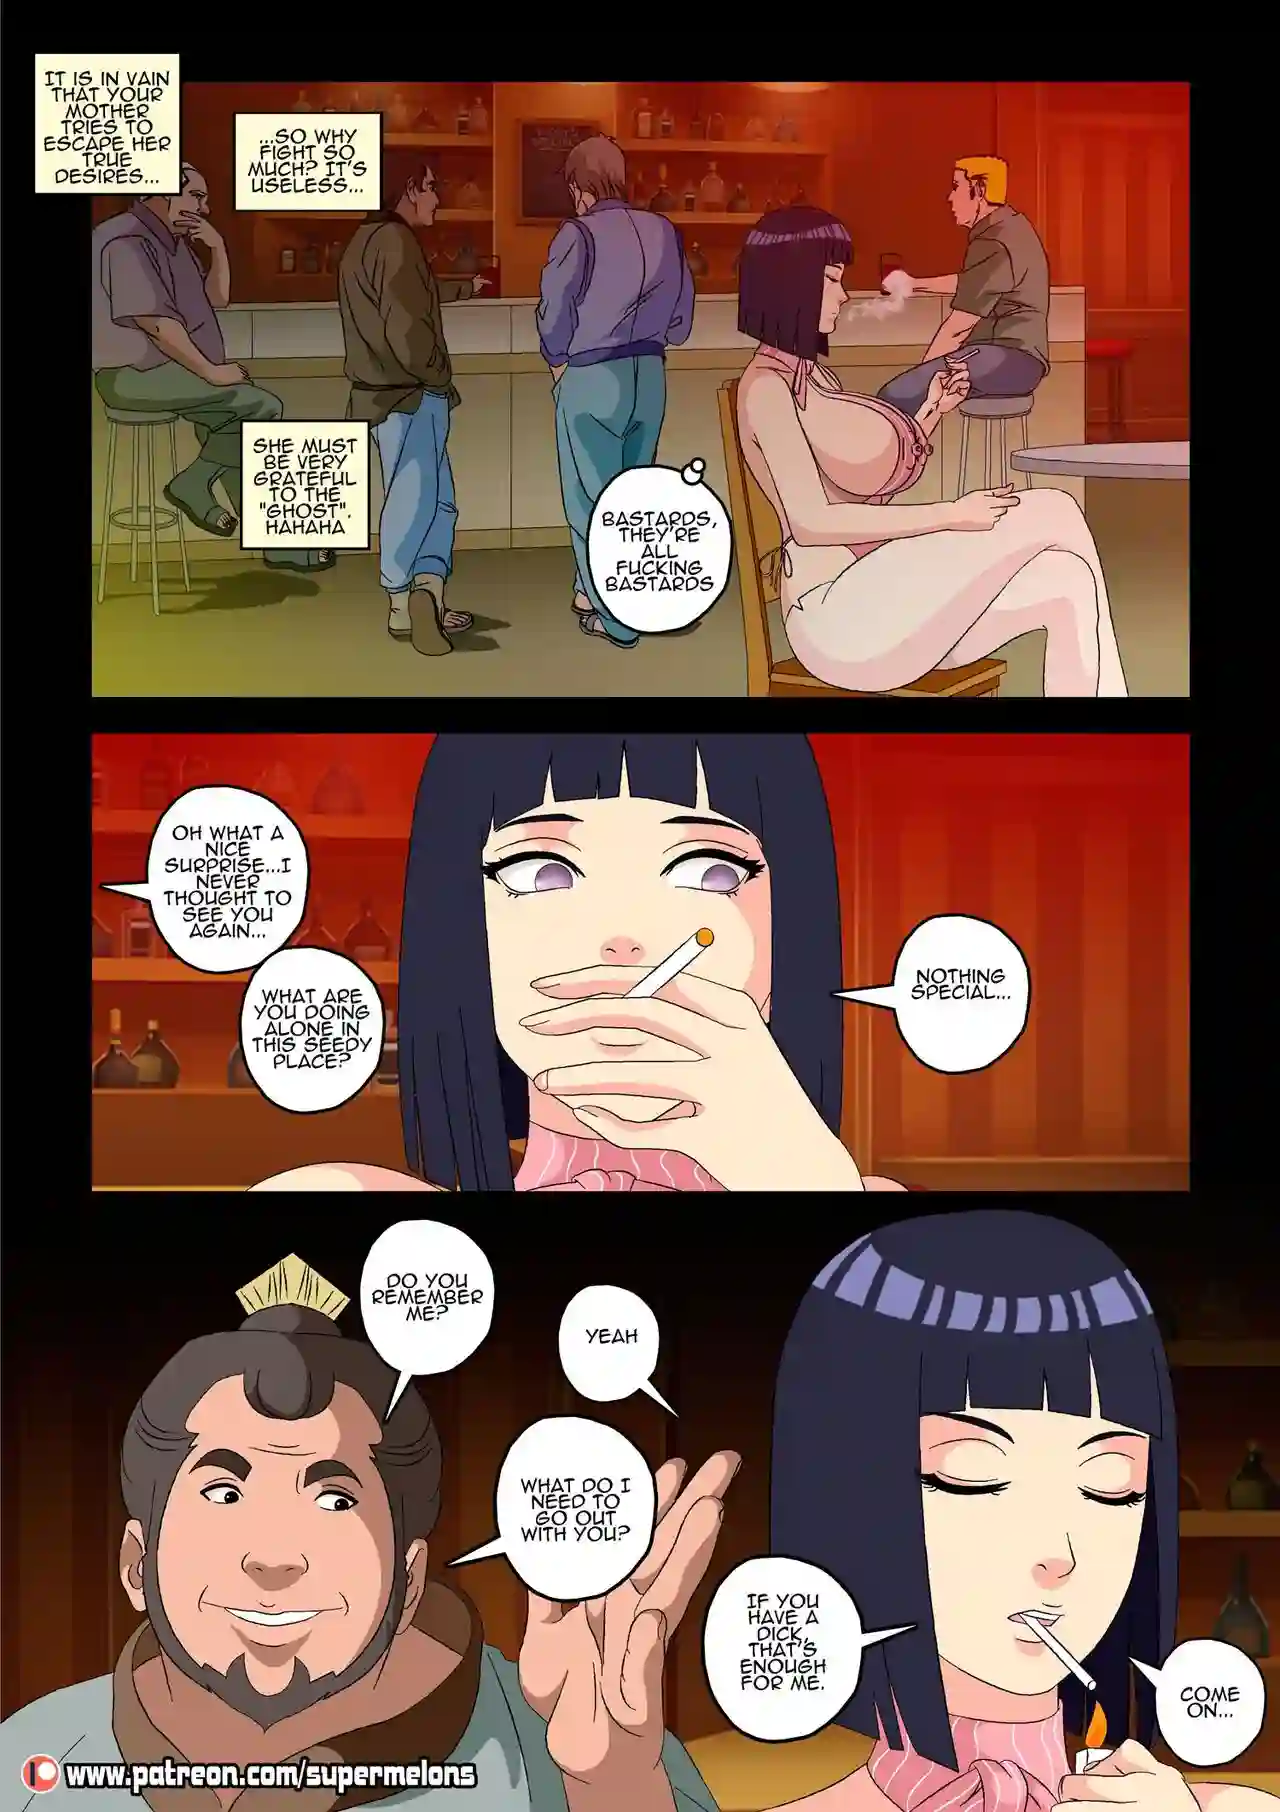 IT IS IN VAIN
THAT YOUR
MOTHER
TRIES TO
ESCAPE HER
TRUE
DESIRES...
...SO WHY
FIGHT SO
MUCH? IT'S
USELESS...
SHE MUST
BE VERY
GRATEFUL
TO THE
"GHOST".
HAHAHA
BASTARDS,
THEY'RE
ALL
FUCKING
BASTARDS
OH WHAT A
NICE
SURPRISE...I
NEVER
THOUGHT TO
SEE YOU
AGAIN...
WHAT ARE
YOU DOING
ALONE IN
THIS SEEDY
PLACE?
NOTHING
SPECIAL...
DO YOU
REMEMBER
ME?
YEAH
WHAT DO I
NEED TO
GO OUT
WITH YOU?
IF YOU
HAVE A
DICK,
THAT'S
ENOUGH
FOR ME.
COME
ON...
www.patreon.com/supermelons